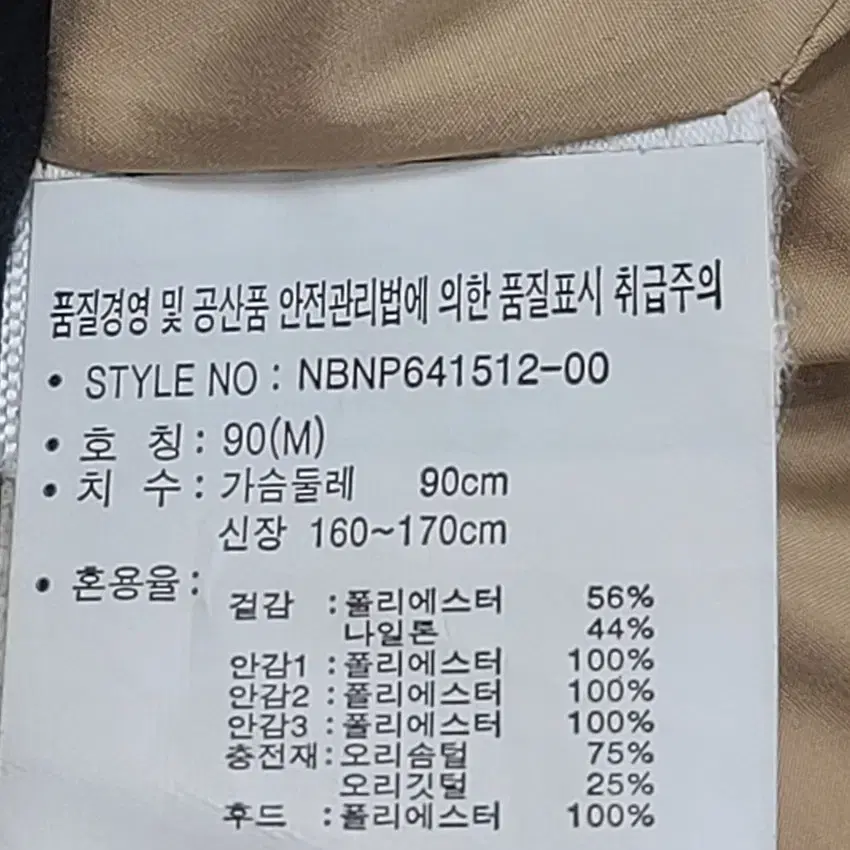 품질경영 및 공산품 안전관리법에 의한 품질표시 취급주의
• STYLE NO : NBNP641512-00
• 호 칭 : 90(M)
• 치 수 : 가슴둘레 90cm
신장 160~170cm
• 혼용율 :
겉감 : 폴리에스터 56%
나일론 44%
안감1 : 폴리에스터 100%
안감2 : 폴리에스터 100%
안감3 : 폴리에스터 100%
충전재 : 오리솜털 75%
오리깃털 25%
후드 : 폴리에스터 100%